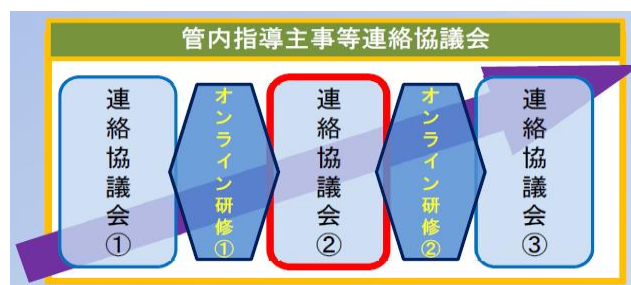 管内指導主事等連絡協議会
連絡協議会①
オンライン研修①
連絡協議会②
オンライン研修②
連絡協議会③